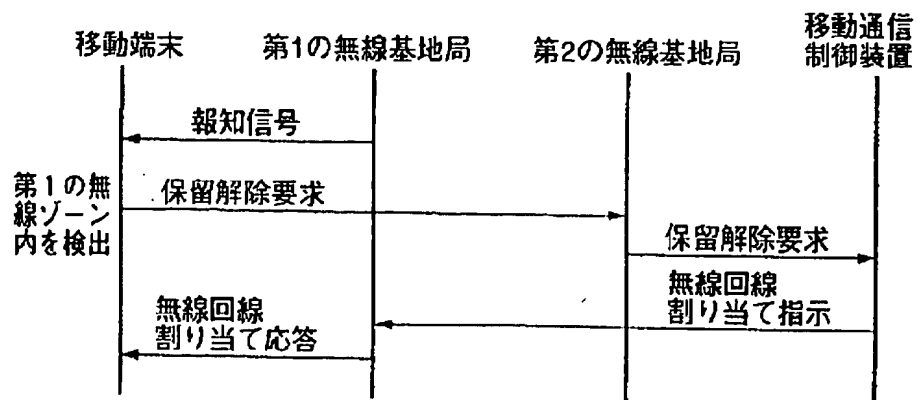 移動端末
第1の無線基地局
第2の無線基地局
移動通信
制御装置
報知信号
第1の無
線ゾーン
内を検出
保留解除要求
保留解除要求
無線回線
割り当て指示
無線回線
割り当て応答